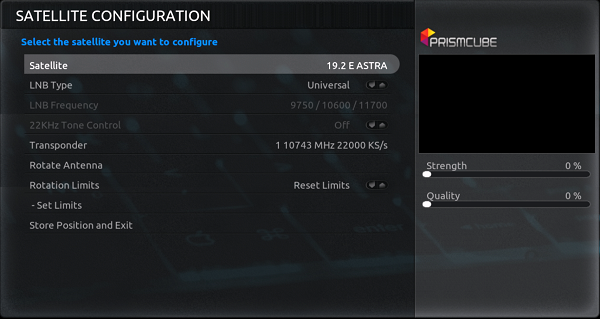 SATELLITE CONFIGURATION
Select the satellite you want to configure
Satellite 19.2 E ASTRA
LNB Type Universal
LNB Frequency 9750 / 10600 / 11700
22KHz Tone Control Off
Transponder 1 10743 MHz 22000 KS/s
Rotate Antenna
Rotation Limits Reset Limits
- Set Limits
Store Position and Exit
PRISMCUBE
Strength 0 %
Quality 0 %